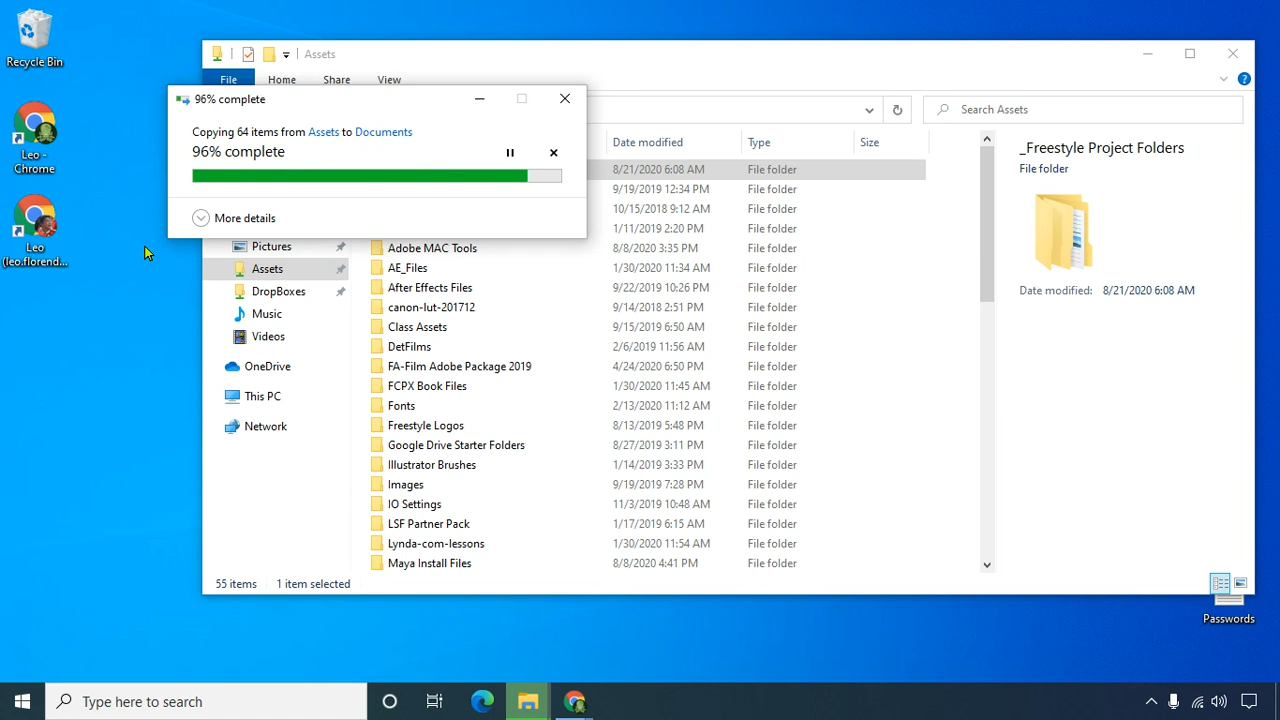 Recycle Bin
Leo -
Chrome
Leo
(leo.florend...
Assets
File Home Share View
96% complete
Copying 64 items from Assets to Documents
96% complete
More details
Search Assets
Date modified Type Size
8/21/2020 6:08 AM File folder
9/19/2019 12:34 PM File folder
10/15/2018 9:12 AM File folder
1/11/2019 2:20 PM File folder
Adobe MAC Tools 8/8/2020 3:35 PM File folder
AE_Files 1/30/2020 11:34 AM File folder
After Effects Files 9/22/2019 10:26 PM File folder
canon-lut-201712 9/14/2018 2:51 PM File folder
Class Assets 9/15/2019 6:50 AM File folder
DetFilms 2/6/2019 11:56 AM File folder
FA-Film Adobe Package 2019 4/24/2020 6:50 PM File folder
FCPX Book Files 1/30/2020 11:45 AM File folder
Fonts 2/13/2020 11:12 AM File folder
Freestyle Logos 8/13/2019 5:48 PM File folder
Google Drive Starter Folders 8/27/2019 3:11 PM File folder
Illustrator Brushes 1/14/2019 3:33 PM File folder
Images 9/19/2019 7:28 PM File folder
IO Settings 11/3/2019 10:48 AM File folder
LSF Partner Pack 1/17/2019 6:15 AM File folder
Lynda-com-lessons 1/30/2020 11:54 AM File folder
Maya Install Files 8/8/2020 4:41 PM File folder
Pictures
Assets
DropBoxes
Music
Videos
OneDrive
This PC
Network
_Freestyle Project Folders
File folder
Date modified: 8/21/2020 6:08 AM
55 items 1 item selected
Passwords
Type here to search